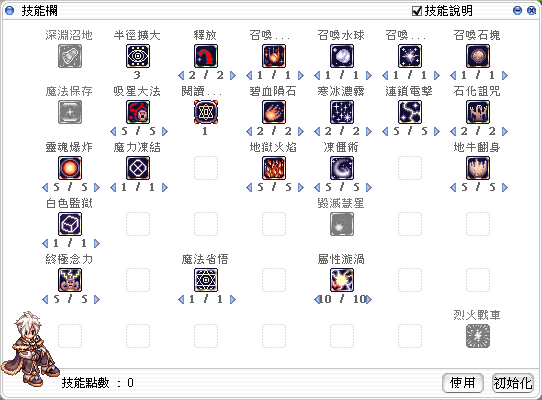 技能欄 技能說明
深淵沼地 半徑擴大 釋放 召喚... 召喚水球 召喚... 召喚石塊
3 2 / 2 1 / 1 1 / 1 1 / 1 1 / 1
魔法保存 吸星大法 閱讀... 碧血隕石 寒冰濃霧 連鎖電擊 石化詛咒
5 / 5 1 2 / 2 2 / 2 5 / 5 2 / 2
靈魂爆炸 魔力凍結 地獄火焰 凍僵術 地牛翻身
5 / 5 1 / 1 5 / 5 5 / 5 5 / 5
白色監獄 毀滅彗星
1 / 1
終極念力 魔法省悟 屬性漩渦
5 / 5 1 / 1 10 / 10
烈火戰車
技能點數 : 0 使用 初始化